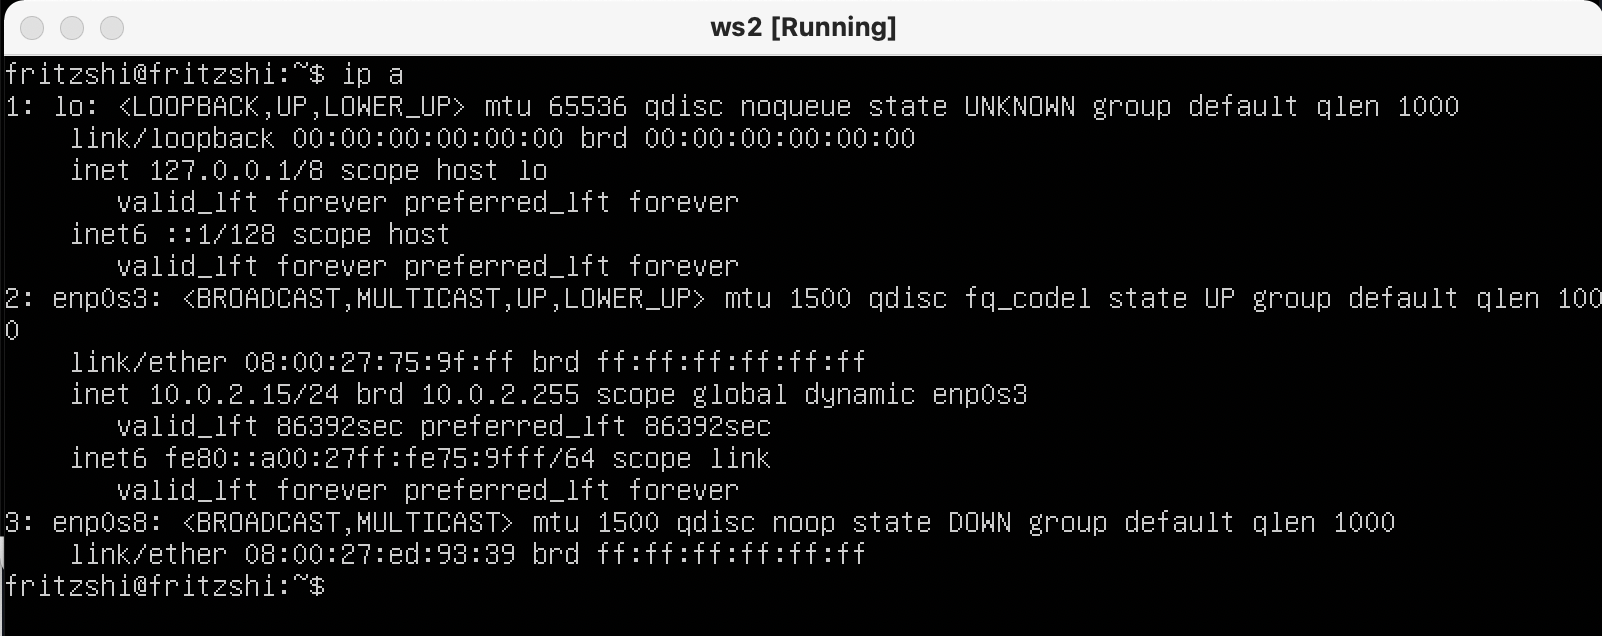 ws2 [Running]
fritzshi@fritzshi:~$ ip a
1: lo: <LOOPBACK,UP,LOWER_UP> mtu 65536 qdisc noqueue state UNKNOWN group default qlen 1000
    link/loopback 00:00:00:00:00:00 brd 00:00:00:00:00:00
    inet 127.0.0.1/8 scope host lo
       valid_lft forever preferred_lft forever
    inet6 ::1/128 scope host
       valid_lft forever preferred_lft forever
2: enp0s3: <BROADCAST,MULTICAST,UP,LOWER_UP> mtu 1500 qdisc fq_codel state UP group default qlen 100
0
    link/ether 08:00:27:75:9f:ff brd ff:ff:ff:ff:ff:ff
    inet 10.0.2.15/24 brd 10.0.2.255 scope global dynamic enp0s3
       valid_lft 86392sec preferred_lft 86392sec
    inet6 fe80::a00:27ff:fe75:9fff/64 scope link
       valid_lft forever preferred_lft forever
3: enp0s8: <BROADCAST,MULTICAST> mtu 1500 qdisc noop state DOWN group default qlen 1000
    link/ether 08:00:27:ed:93:39 brd ff:ff:ff:ff:ff:ff
fritzshi@fritzshi:~$